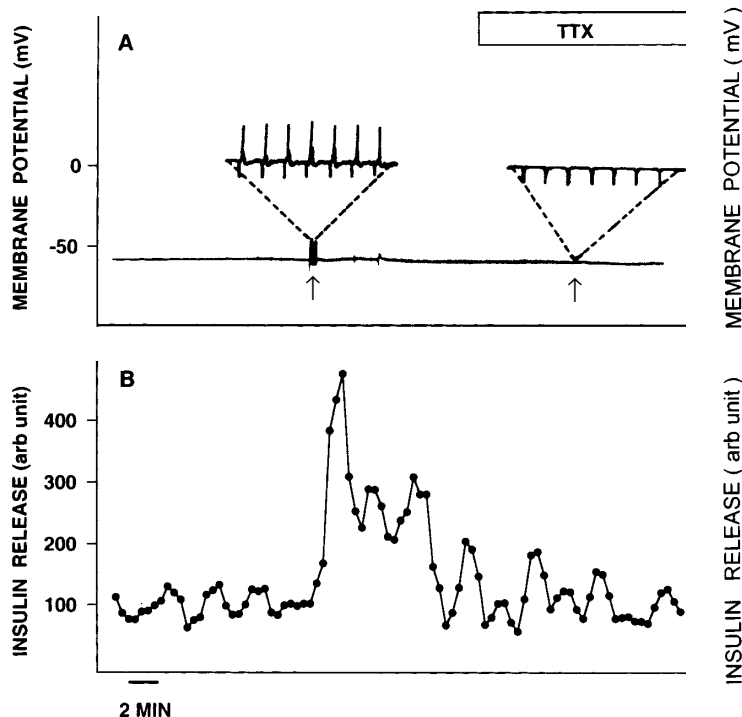 A
TTX
MEMBRANE POTENTIAL (mV)
0
-50
MEMBRANE POTENTIAL ( mV )
B
INSULIN RELEASE (arb unit)
400
300
200
100
INSULIN RELEASE ( arb unit )
2 MIN